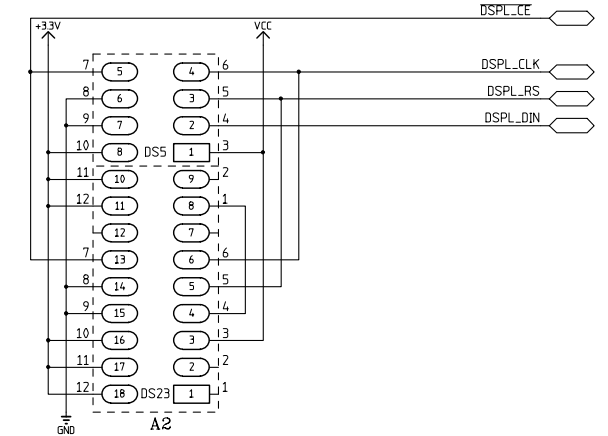 DSPL_CE
+3.3V VCC
7 5 4 6 DSPL_CLK
8 6 3 5 DSPL_RS
9 7 2 4 DSPL_DIN
10 8 DS5 1 3
11 10 9 2
12 11 8 1
12 7
7 13 6 6
8 14 5 5
9 15 4 4
10 16 3 3
11 17 2 2
12 18 DS23 1 1
GND A2